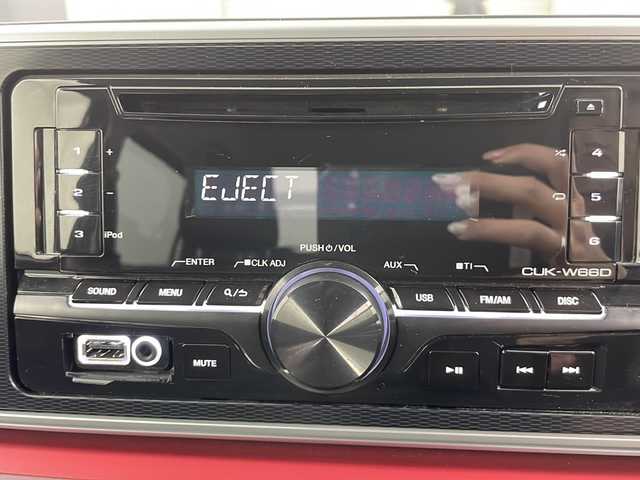 1 +
2 -
3 iPod
4
5
6
EJECT
PUSH ⏻/VOL
ENTER
■CLK ADJ
AUX
■TI
CUK-W66D
SOUND
MENU
USB
FM/AM
DISC
MUTE